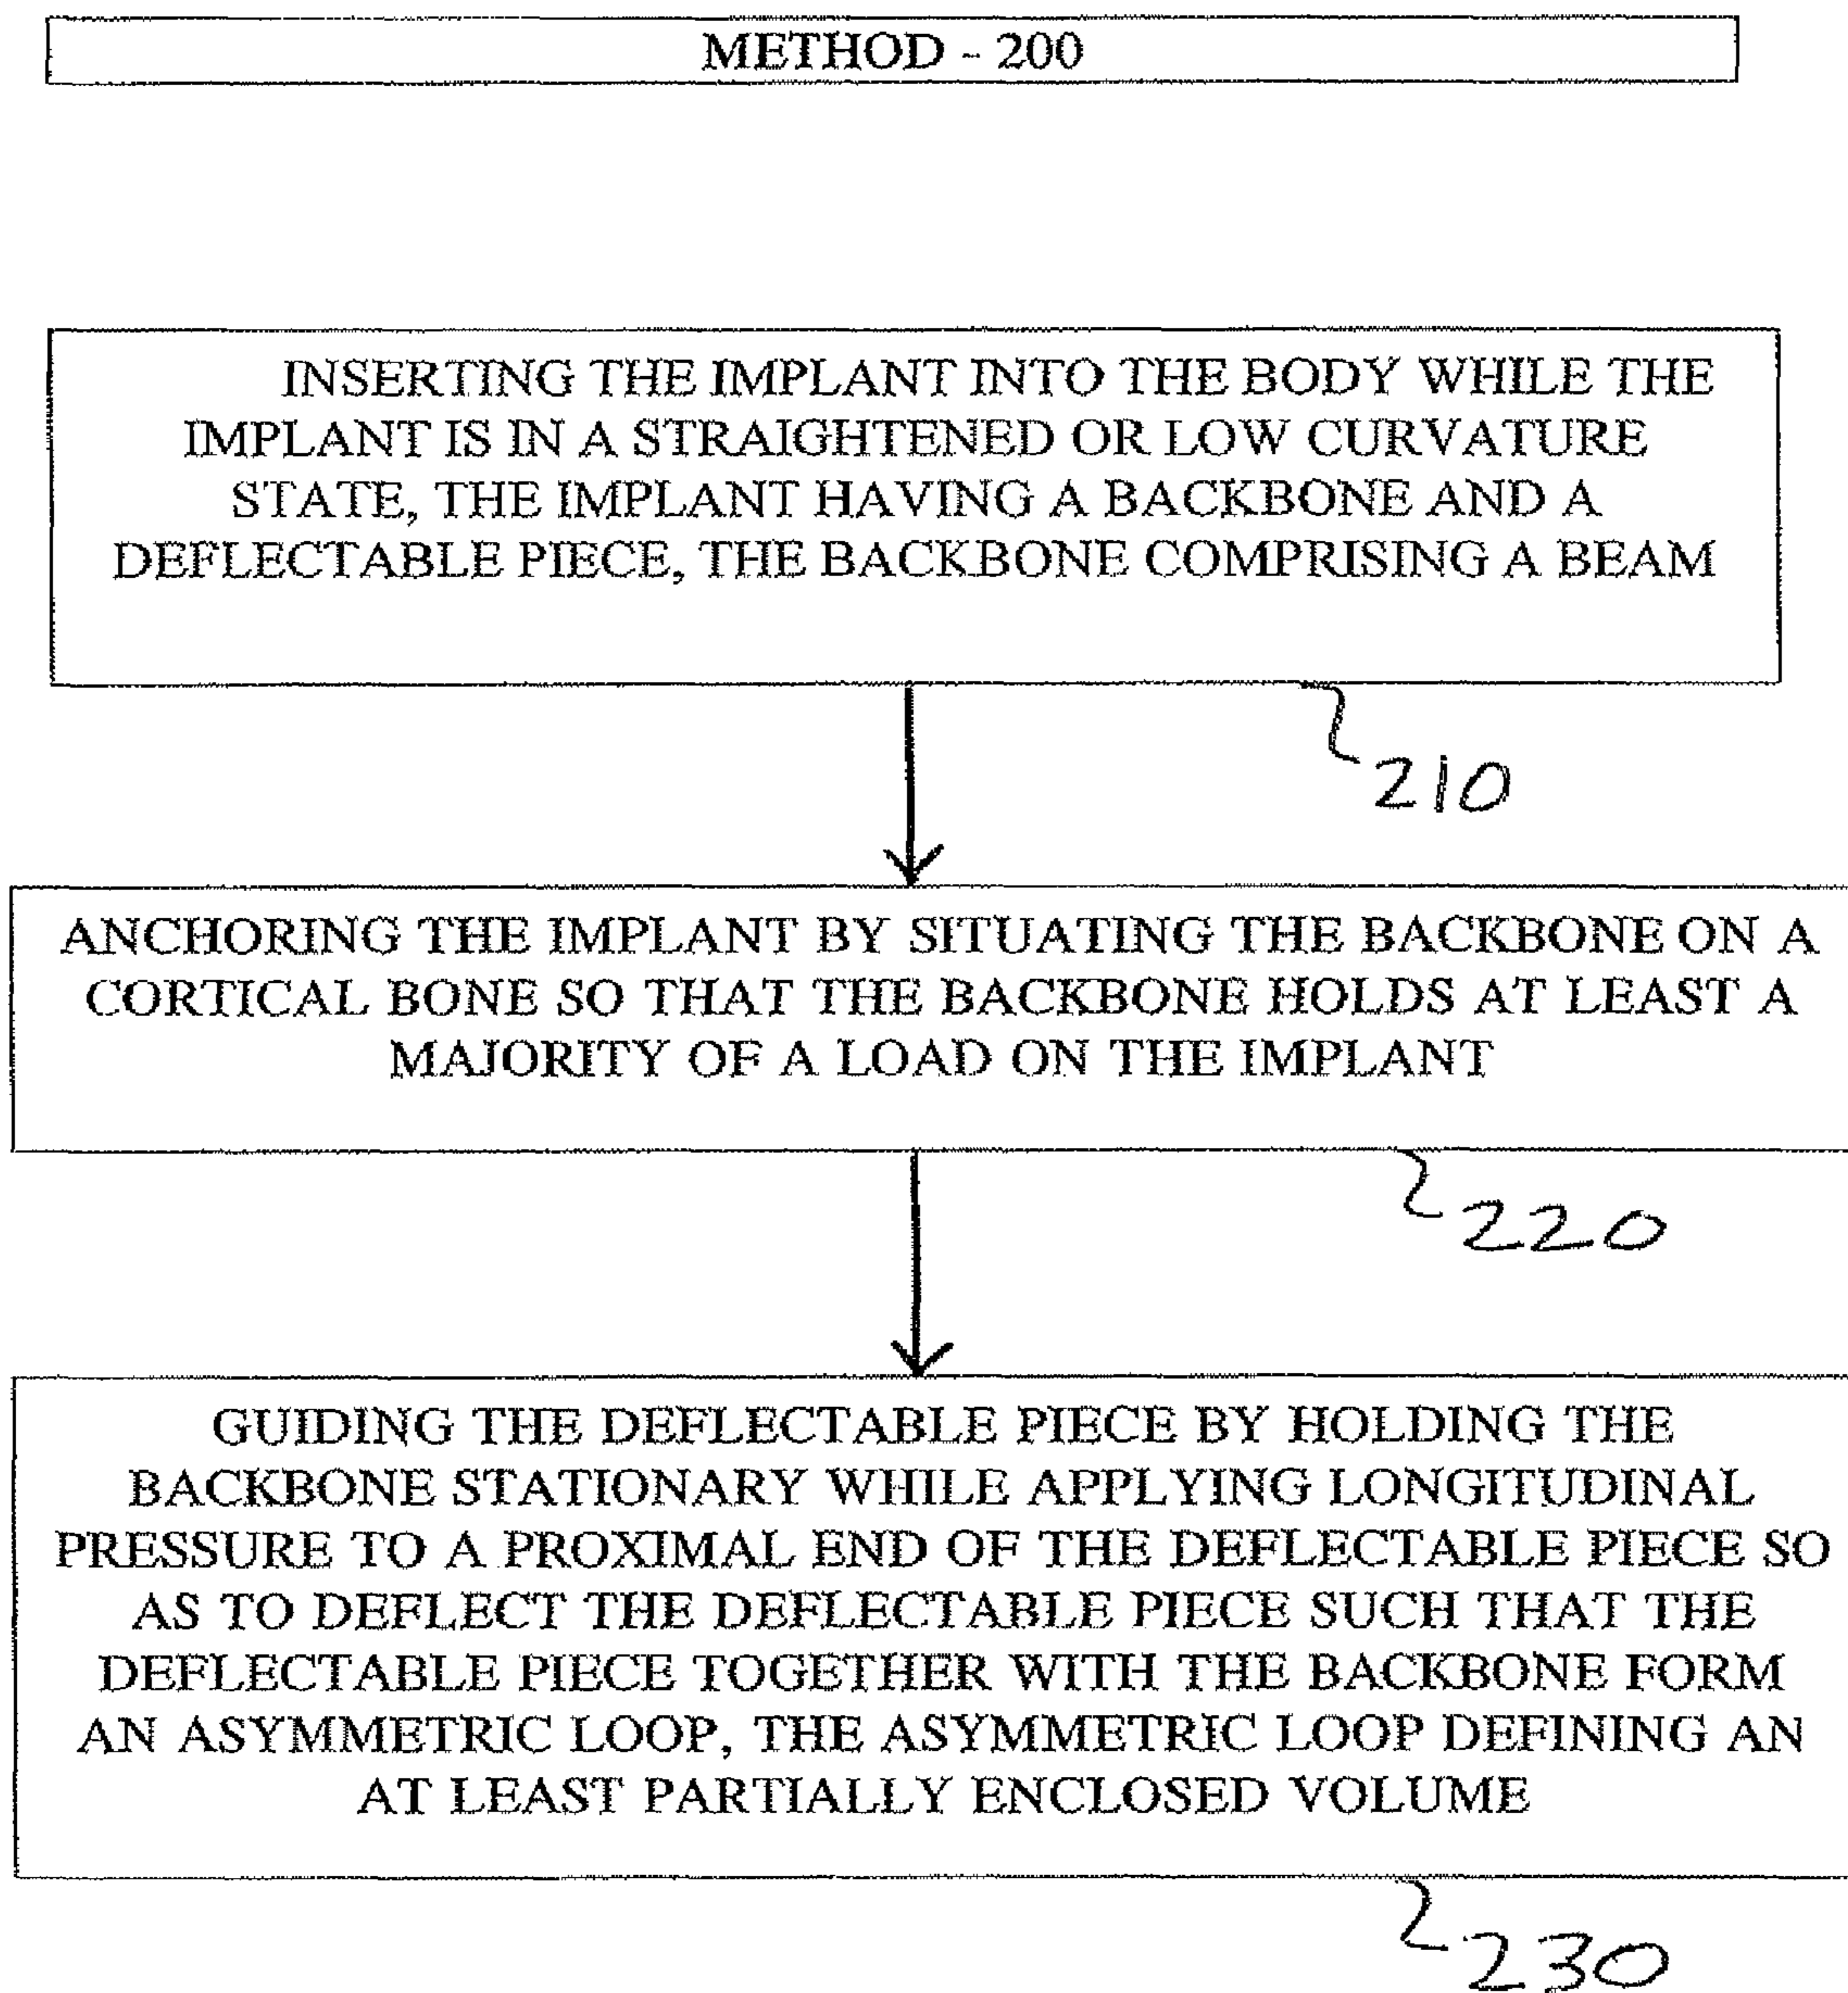 METHOD - 200
INSERTING THE IMPLANT INTO THE BODY WHILE THE
IMPLANT IS IN A STRAIGHTENED OR LOW CURVATURE
STATE, THE IMPLANT HAVING A BACKBONE AND A
DEFLECTABLE PIECE, THE BACKBONE COMPRISING A BEAM
210
ANCHORING THE IMPLANT BY SITUATING THE BACKBONE ON A
CORTICAL BONE SO THAT THE BACKBONE HOLDS AT LEAST A
MAJORITY OF A LOAD ON THE IMPLANT
220
GUIDING THE DEFLECTABLE PIECE BY HOLDING THE
BACKBONE STATIONARY WHILE APPLYING LONGITUDINAL
PRESSURE TO A PROXIMAL END OF THE DEFLECTABLE PIECE SO
AS TO DEFLECT THE DEFLECTABLE PIECE SUCH THAT THE
DEFLECTABLE PIECE TOGETHER WITH THE BACKBONE FORM
AN ASYMMETRIC LOOP, THE ASYMMETRIC LOOP DEFINING AN
AT LEAST PARTIALLY ENCLOSED VOLUME
230